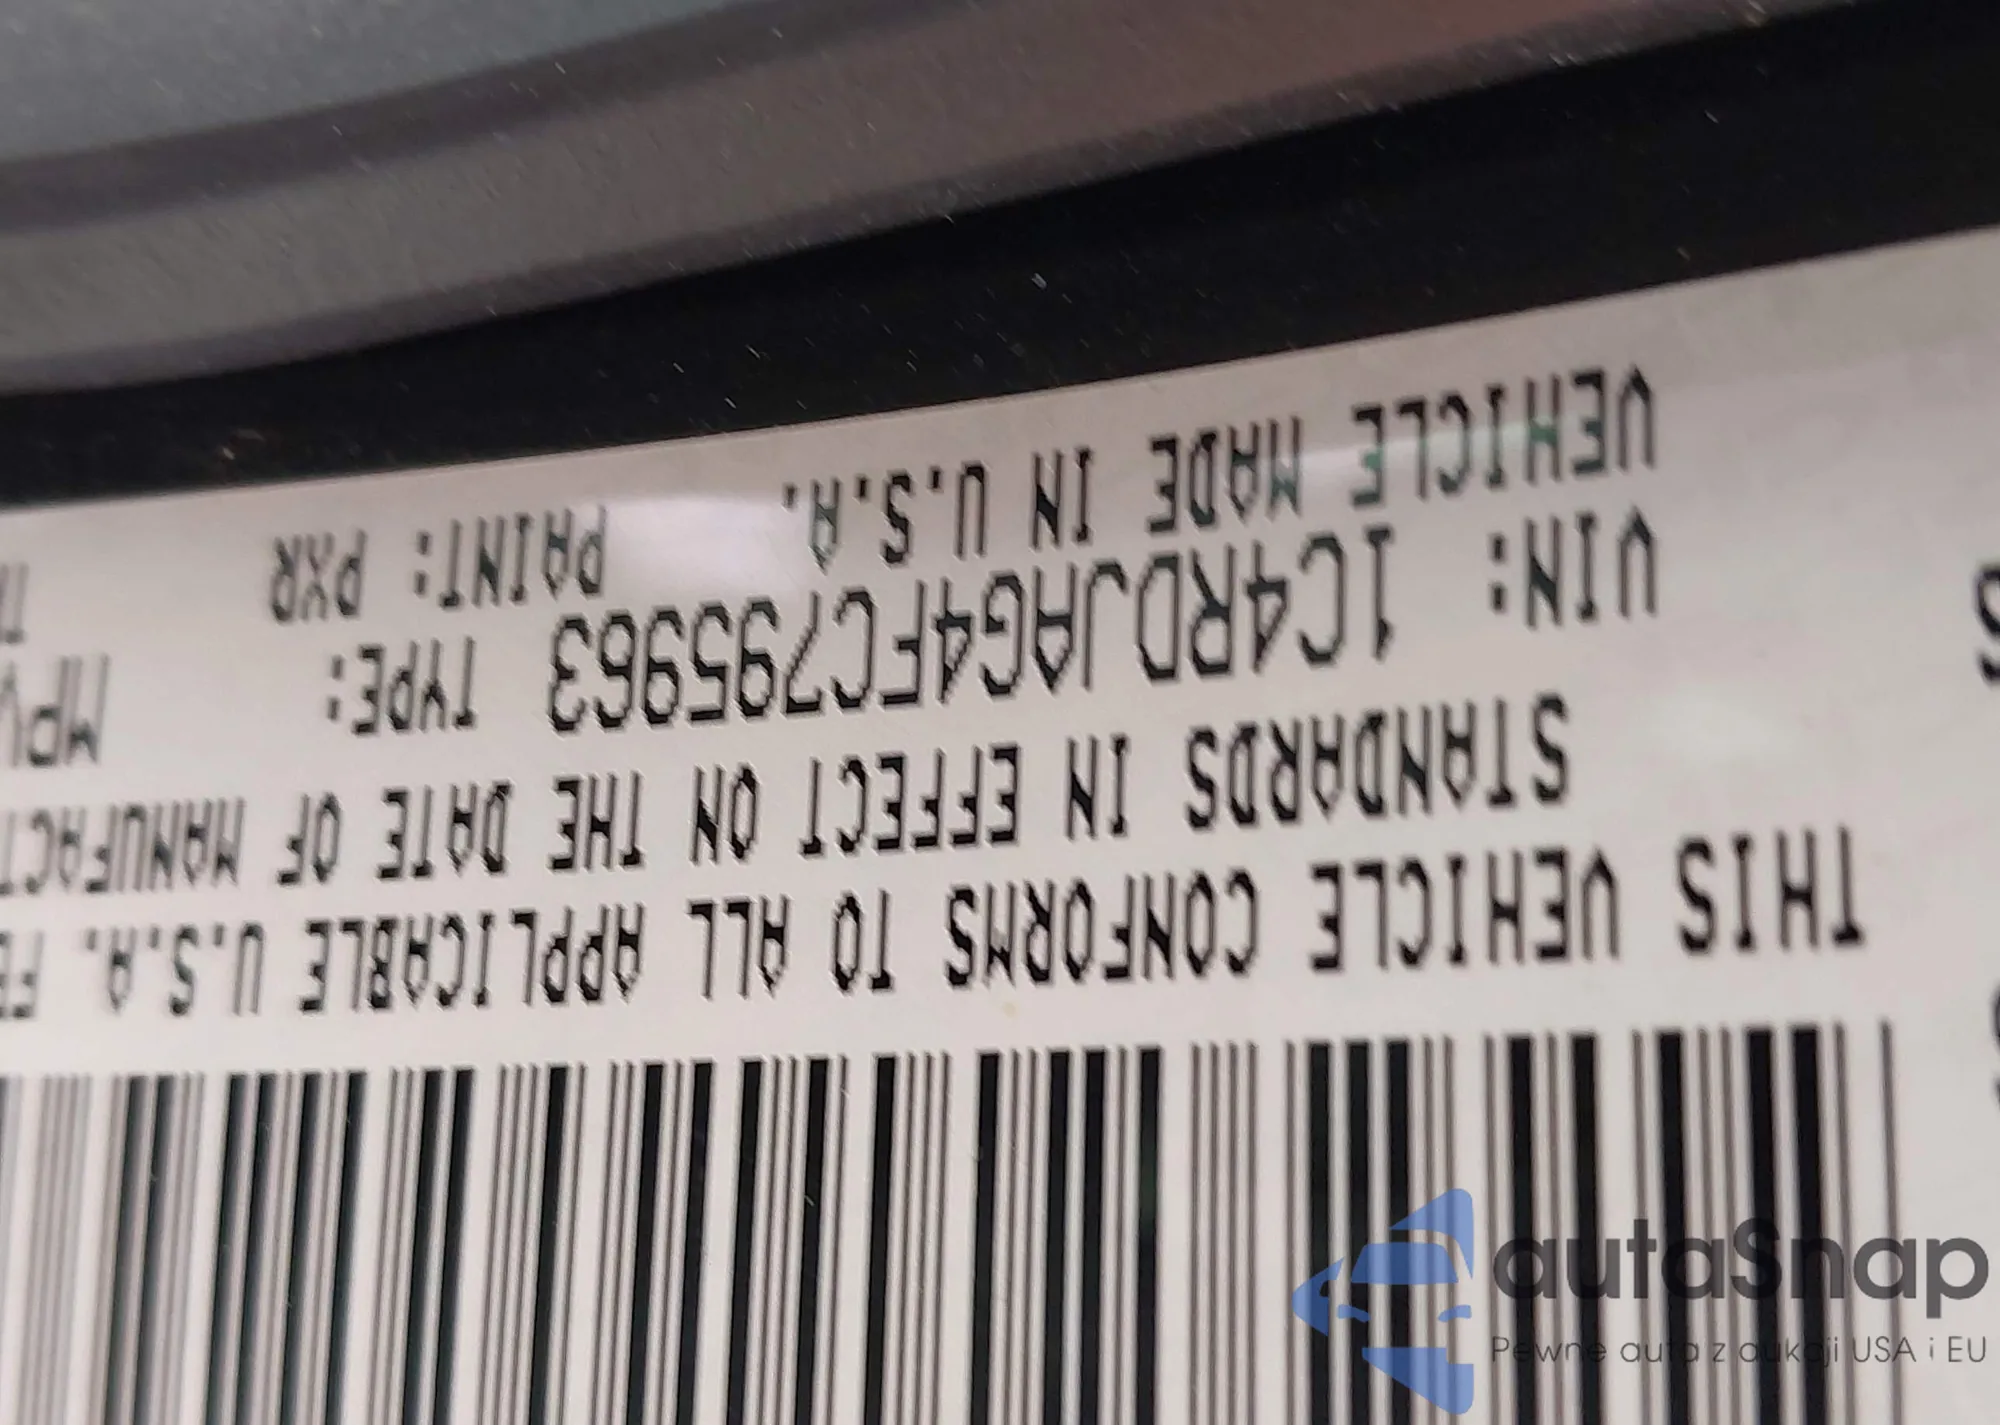 THIS VEHICLE CONFORMS TO ALL APPLICABLE U.S.A. FE
STANDARDS IN EFFECT ON THE DATE OF MANUFACT
VIN: 1C4RDJAG4FC795963 TYPE: MPV
VEHICLE MADE IN U.S.A. PAINT: PXR
autaSnap
Pewne auta z aukcji USA i EU